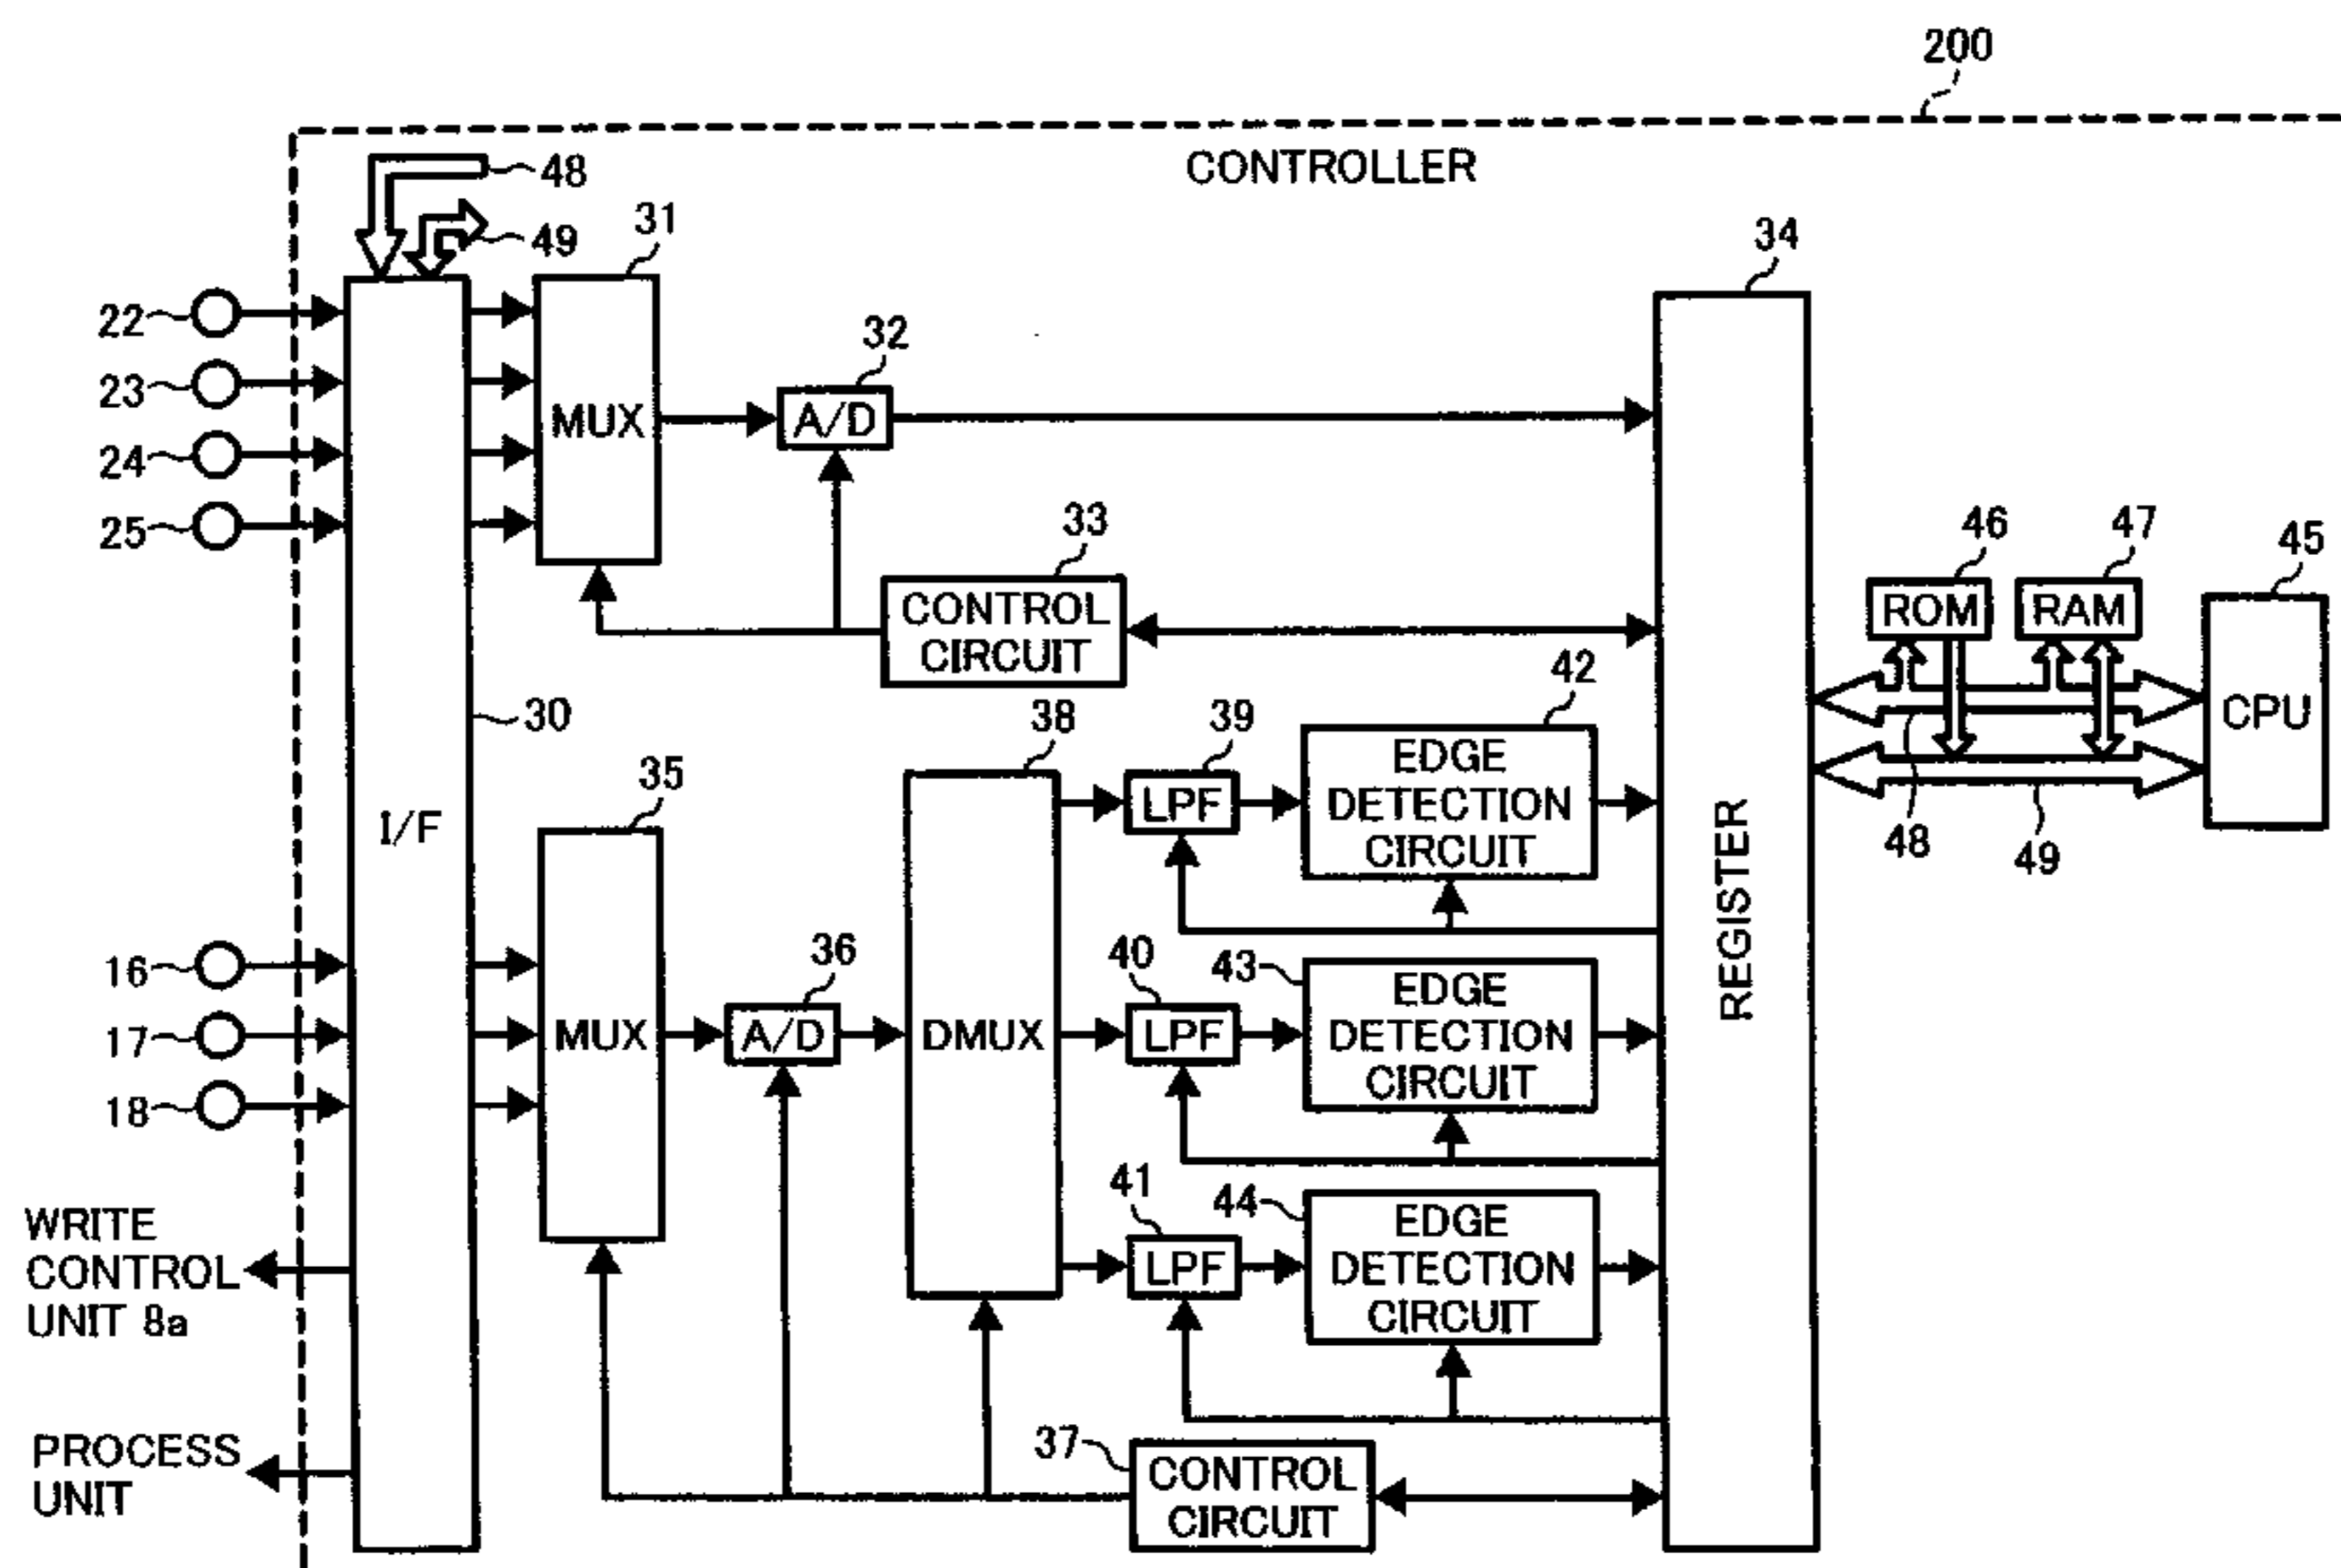 200
CONTROLLER
48
49
31
34
22
23
24
25
MUX
32
A/D
33
CONTROL
CIRCUIT
46
ROM
47
RAM
45
CPU
48
49
30
I/F
REGISTER
35
MUX
36
A/D
38
DMUX
39
LPF
42
EDGE
DETECTION
CIRCUIT
16
17
18
40
LPF
43
EDGE
DETECTION
CIRCUIT
41
LPF
44
EDGE
DETECTION
CIRCUIT
WRITE
CONTROL
UNIT 8a
PROCESS
UNIT
37
CONTROL
CIRCUIT